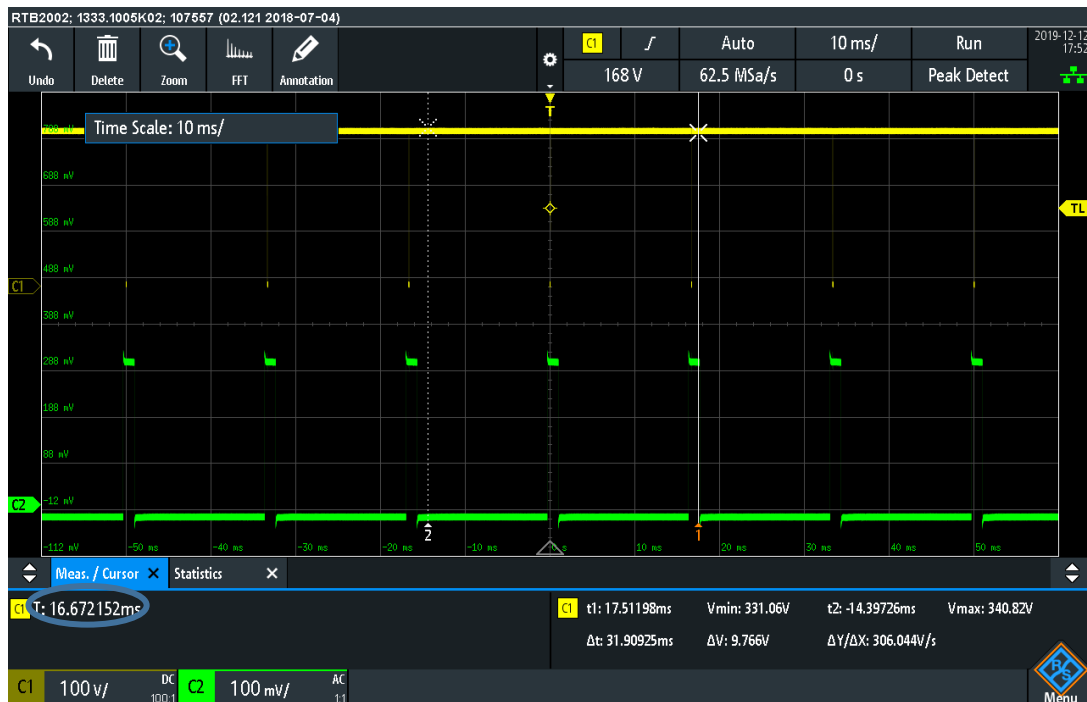 RTB2002; 1333.1005K02; 107557 (02.121 2018-07-04)
Undo Delete Zoom FFT Annotation
C1 Auto 10 ms/ Run
168 V 62.5 MSa/s 0 s Peak Detect
2019-12-12
17:52
T
Time Scale: 10 ms/
788 mV
688 mV
588 mV
TL
488 mV
C1
388 mV
288 mV
188 mV
88 mV
C2 -12 mV
2 1
-112 mV -50 ms -40 ms -30 ms -20 ms -10 ms 0 s 10 ms 20 ms 30 ms 40 ms 50 ms
Meas. / Cursor Statistics
C1 T: 16.672152ms
C1 t1: 17.51198ms Vmin: 331.06V t2: -14.39726ms Vmax: 340.82V
Δt: 31.90925ms ΔV: 9.766V ΔY/ΔX: 306.044V/s
C1 100 V/ DC 100:1 C2 100 mV/ AC 1:1
R S
Menu